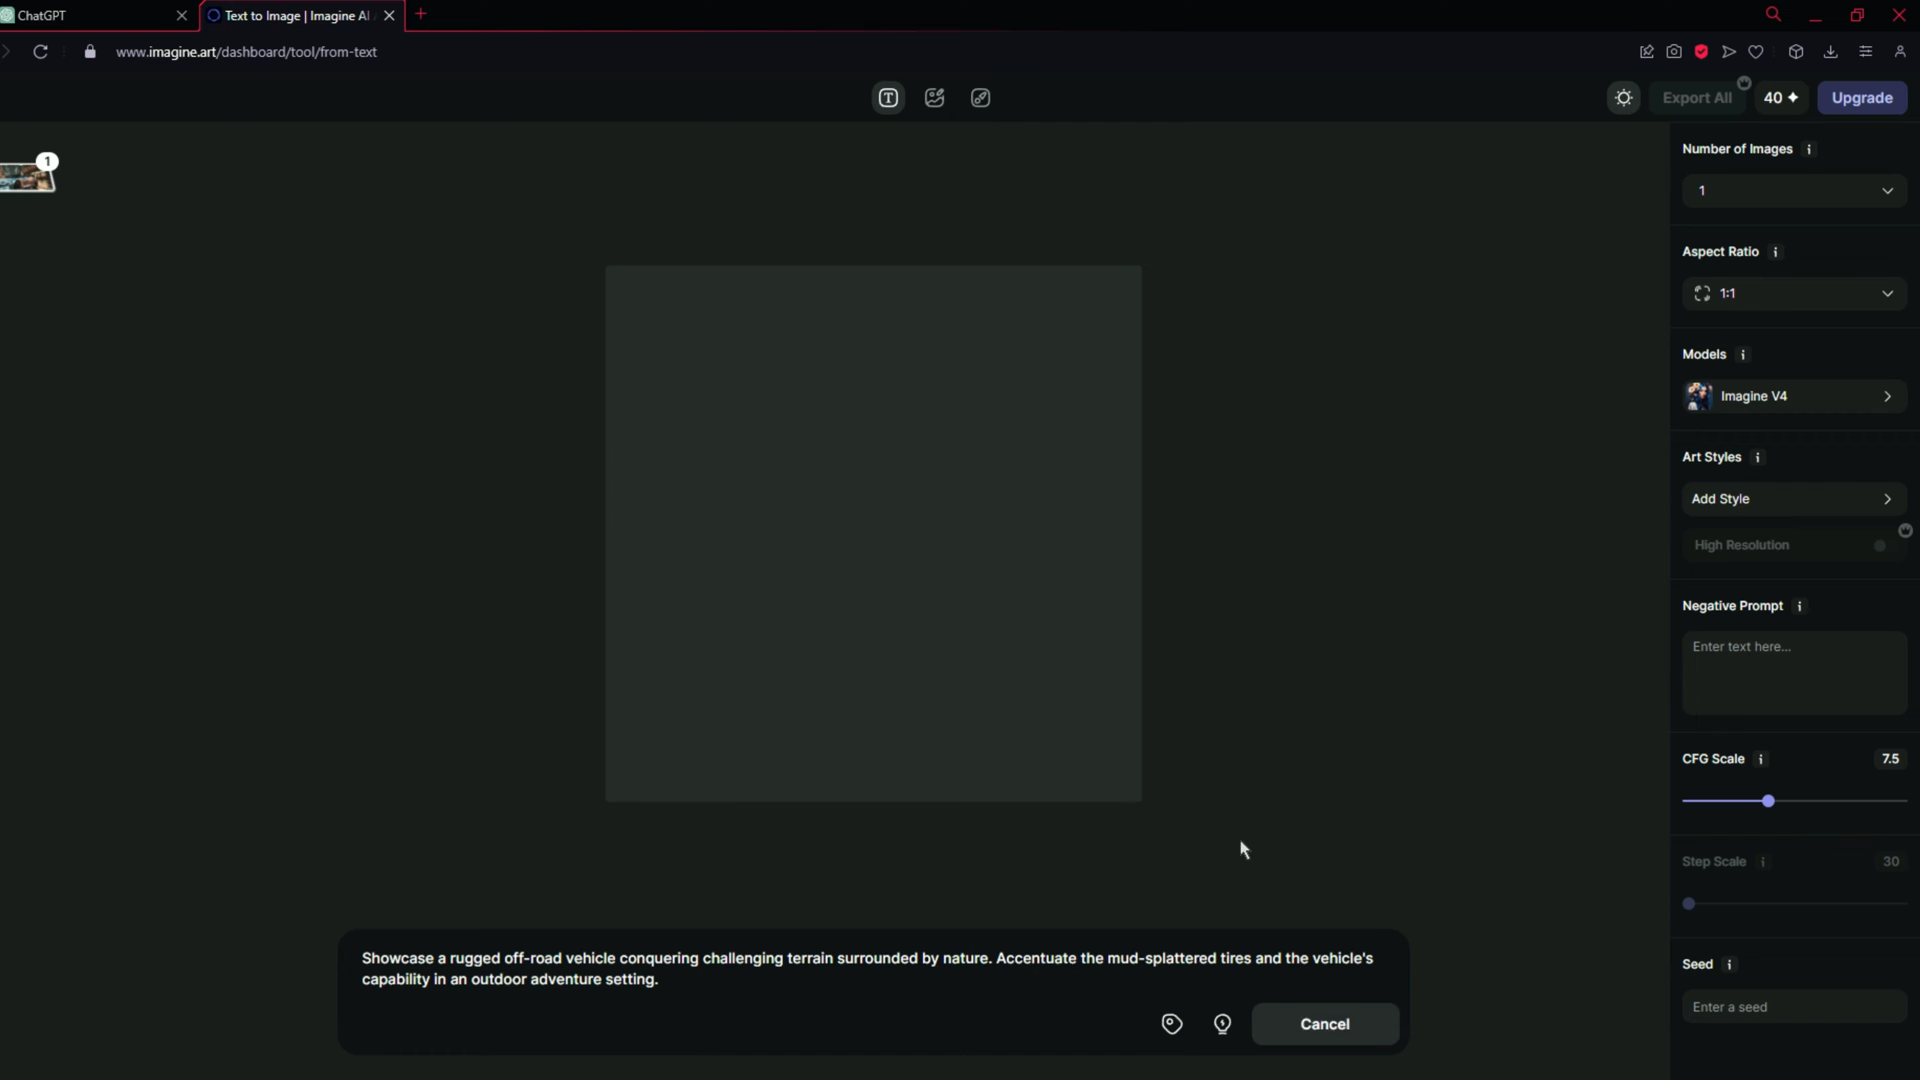 ChatGPT
Text to Image | Imagine AI
www.imagine.art/dashboard/tool/from-text
Export All
40
Upgrade
1
Number of Images i
1
Aspect Ratio i
1:1
Models i
Imagine V4
Art Styles i
Add Style
High Resolution
Negative Prompt i
Enter text here...
CFG Scale i 7.5
Step Scale i 30
Seed i
Enter a seed
Showcase a rugged off-road vehicle conquering challenging terrain surrounded by nature. Accentuate the mud-splattered tires and the vehicle's
capability in an outdoor adventure setting.
Cancel